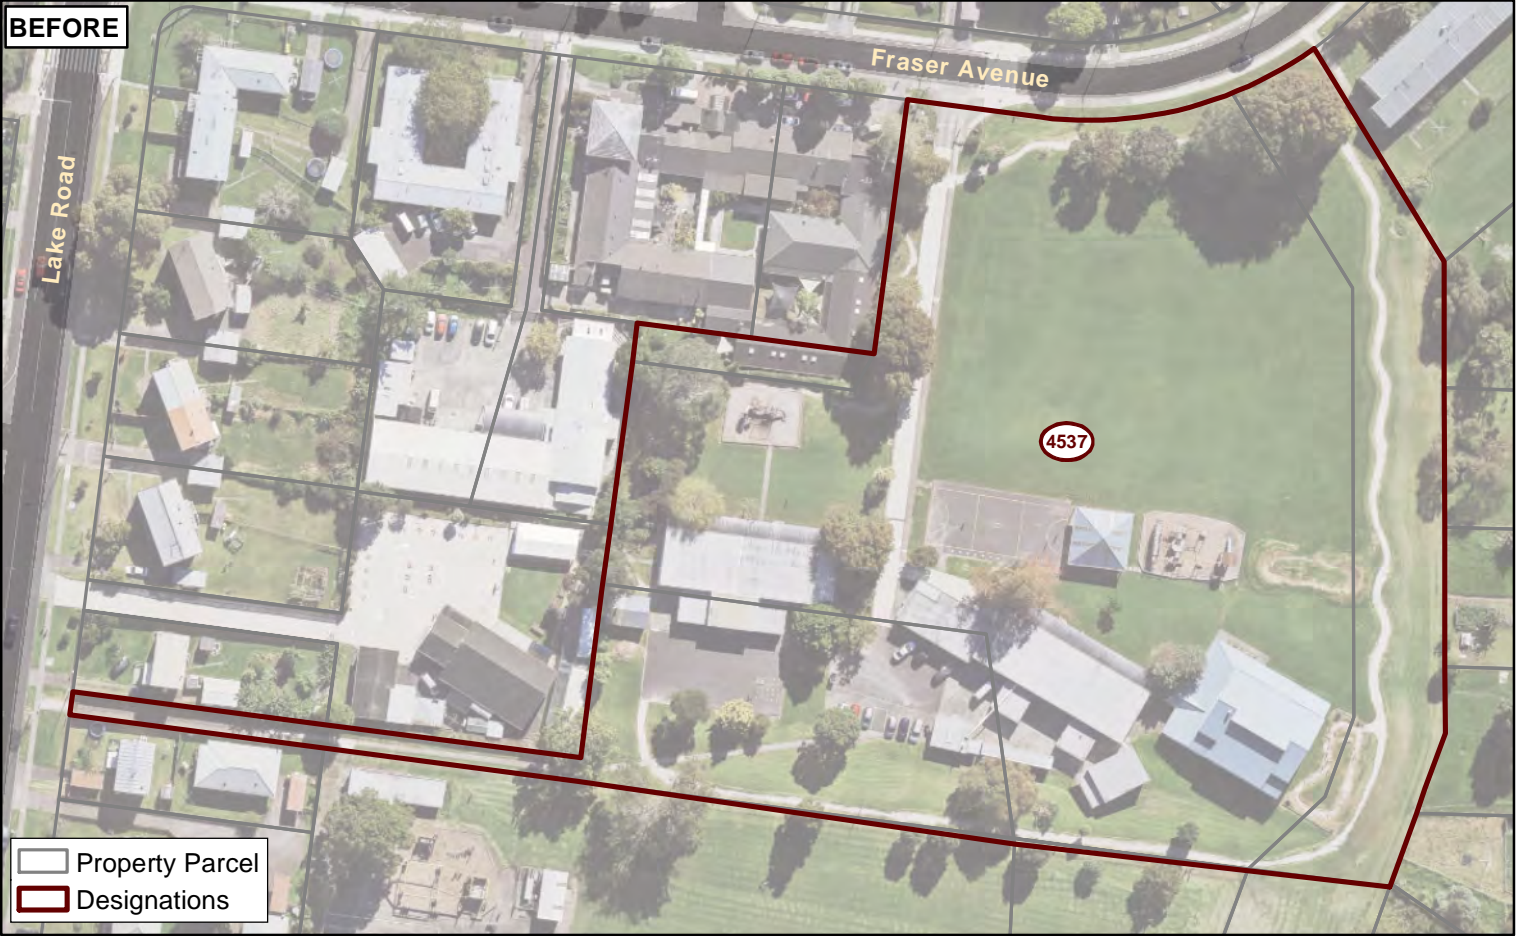 BEFORE
Fraser Avenue
Lake Road
4537
Property Parcel
Designations